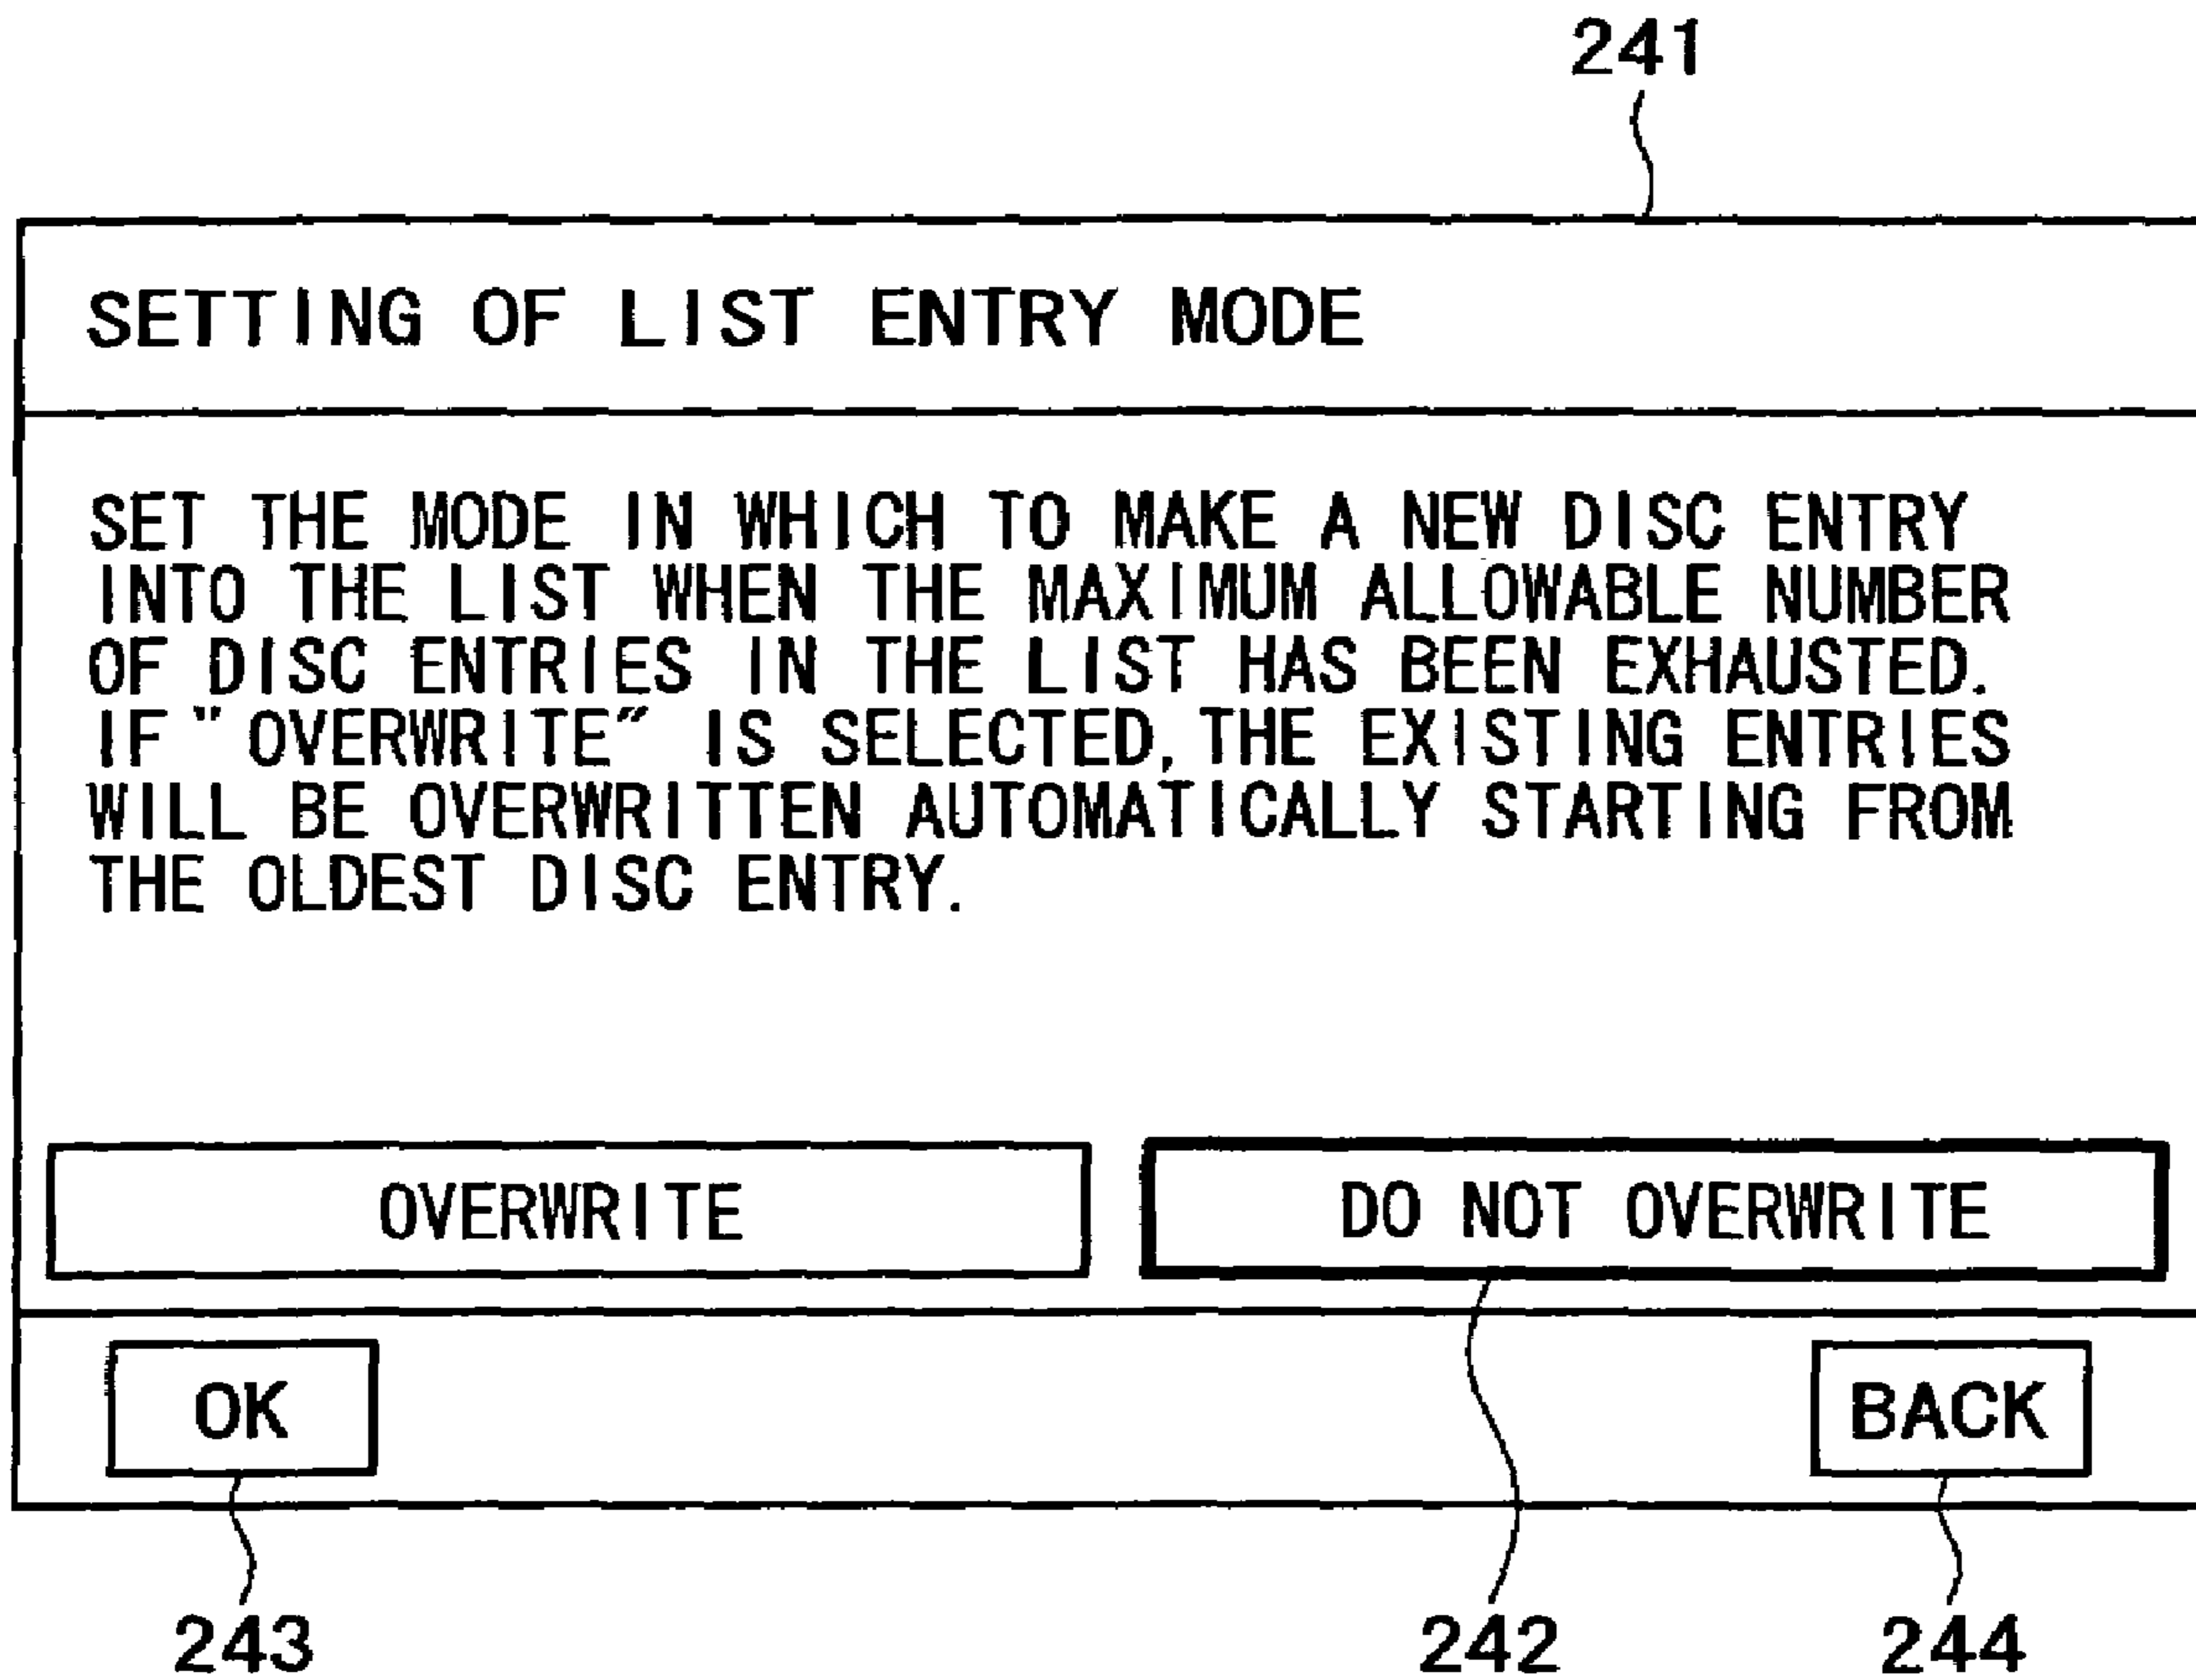 241
SETTING OF LIST ENTRY MODE
SET THE MODE IN WHICH TO MAKE A NEW DISC ENTRY
INTO THE LIST WHEN THE MAXIMUM ALLOWABLE NUMBER
OF DISC ENTRIES IN THE LIST HAS BEEN EXHAUSTED.
IF "OVERWRITE" IS SELECTED, THE EXISTING ENTRIES
WILL BE OVERWRITTEN AUTOMATICALLY STARTING FROM
THE OLDEST DISC ENTRY.
OVERWRITE
DO NOT OVERWRITE
OK
BACK
243
242
244